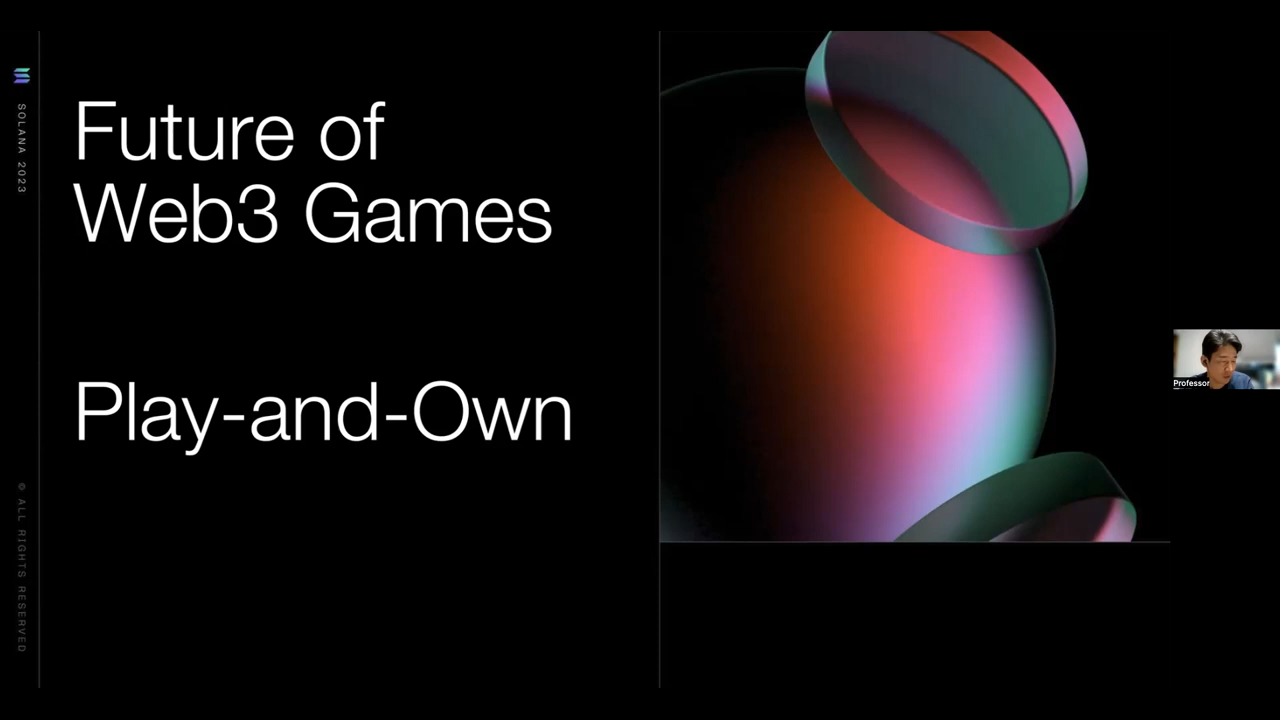 SOLANA 2023
© ALL RIGHTS RESERVED
Future of
Web3 Games
Play-and-Own
Professor